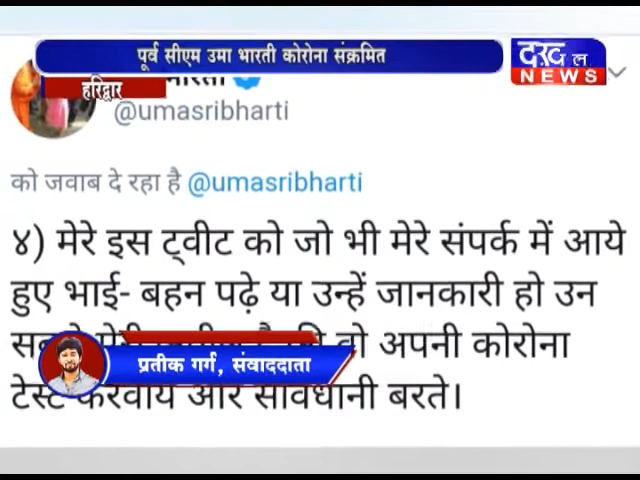 पूर्व सीएम उमा भारती कोरोना संक्रमित
दख़ल
NEWS
हरिद्वार
@umasribharti
को जवाब दे रहा है @umasribharti
४) मेरे इस ट्वीट को जो भी मेरे संपर्क में आये
हुए भाई- बहन पढ़े या उन्हें जानकारी हो उन
वो अपनी कोरोना
प्रतीक गर्ग, संवाददाता
टेस्ट करवाये और सावधानी बरते।